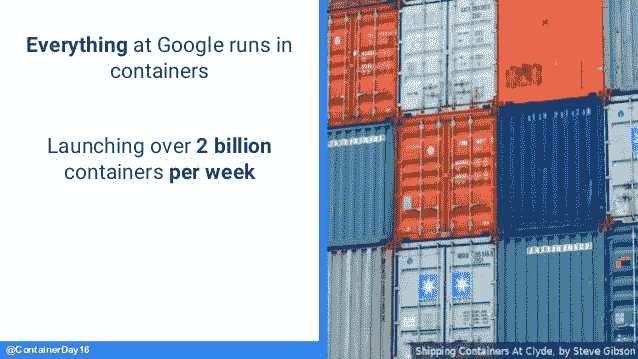 Everything at Google runs in
containers
Launching over 2 billion
containers per week
@ContainerDay16
Shipping Containers At Clyde, by Steve Gibson